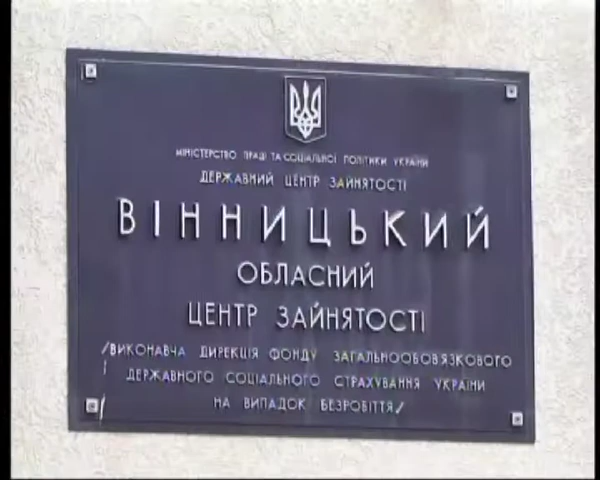 МІНІСТЕРСТВО ПРАЦІ ТА СОЦІАЛЬНОЇ ПОЛІТИКИ УКРАЇНИ
ДЕРЖАВНИЙ ЦЕНТР ЗАЙНЯТОСТІ
ВІННИЦЬКИЙ
ОБЛАСНИЙ
ЦЕНТР ЗАЙНЯТОСТІ
/ВИКОНАВЧА ДИРЕКЦІЯ ФОНДУ ЗАГАЛЬНООБОВ'ЯЗКОВОГО
ДЕРЖАВНОГО СОЦІАЛЬНОГО СТРАХУВАННЯ УКРАЇНИ
НА ВИПАДОК БЕЗРОБІТТЯ/